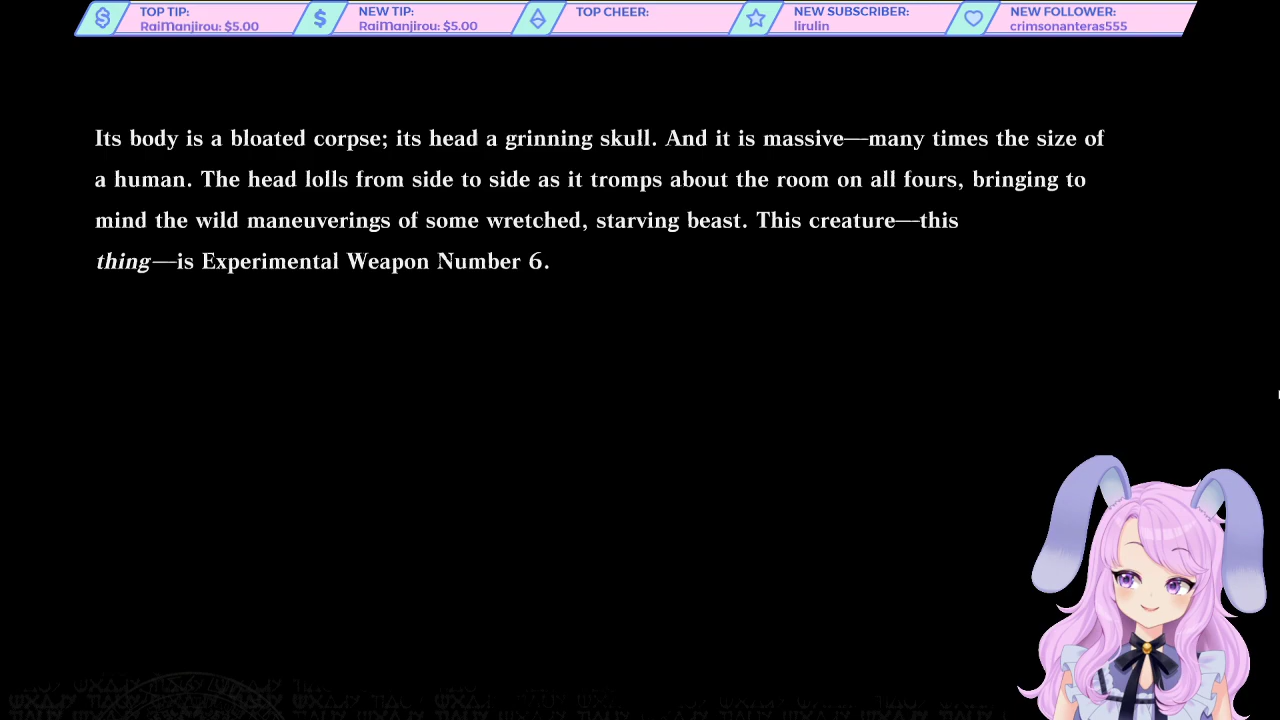 TOP TIP:
RaiManjirou: $5.00
NEW TIP:
RaiManjirou: $5.00
TOP CHEER:
NEW SUBSCRIBER:
lirulin
NEW FOLLOWER:
crimsonanteras555
Its body is a bloated corpse; its head a grinning skull. And it is massive—many times the size of
a human. The head lolls from side to side as it tromps about the room on all fours, bringing to
mind the wild maneuverings of some wretched, starving beast. This creature—this
thing—is Experimental Weapon Number 6.